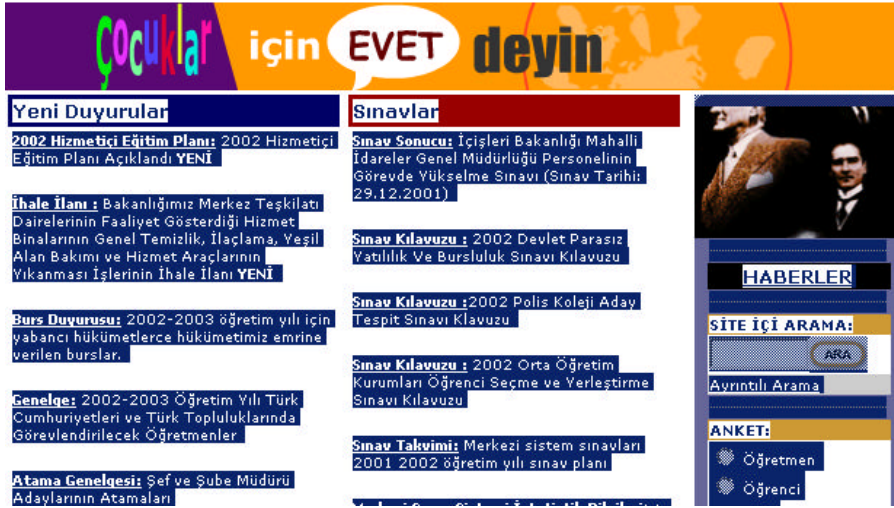 Çocuklar için EVET deyin
Yeni Duyurular
2002 Hizmetiçi Eğitim Planı: 2002 Hizmetiçi
Eğitim Planı Açıklandı YENİ
İhale İlanı : Bakanlığımız Merkez Teşkilatı
Dairelerinin Faaliyet Gösterdiği Hizmet
Binalarının Genel Temizlik, İlaçlama, Yeşil
Alan Bakımı ve Hizmet Araçlarının
Yıkanması İşlerinin İhale İlanı YENİ
Burs Duyurusu: 2002-2003 öğretim yılı için
yabancı hükümetlerce hükümetimiz emrine
verilen burslar.
Genelge: 2002-2003 Öğretim Yılı Türk
Cumhuriyetleri ve Türk Topluluklarında
Görevlendirilecek Öğretmenler
Atama Genelgesi: Şef ve Şube Müdürü
Adaylarının Atamaları
Sınavlar
Sınav Sonucu: İçişleri Bakanlığı Mahalli
İdareler Genel Müdürlüğü Personelinin
Görevde Yükselme Sınavı (Sınav Tarihi:
29.12.2001)
Sınav Kılavuzu : 2002 Devlet Parasız
Yatılılık Ve Bursluluk Sınavı Kılavuzu
Sınav Kılavuzu :2002 Polis Koleji Aday
Tespit Sınavı Klavuzu
Sınav Kılavuzu : 2002 Orta Öğretim
Kurumları Öğrenci Seçme ve Yerleştirme
Sınavı Kılavuzu
Sınav Takvimi: Merkezi sistem sınavları
2001 2002 öğretim yılı sınav planı
HABERLER
SİTE İÇİ ARAMA:
ARA
Ayrıntılı Arama
ANKET:
Öğretmen
Öğrenci